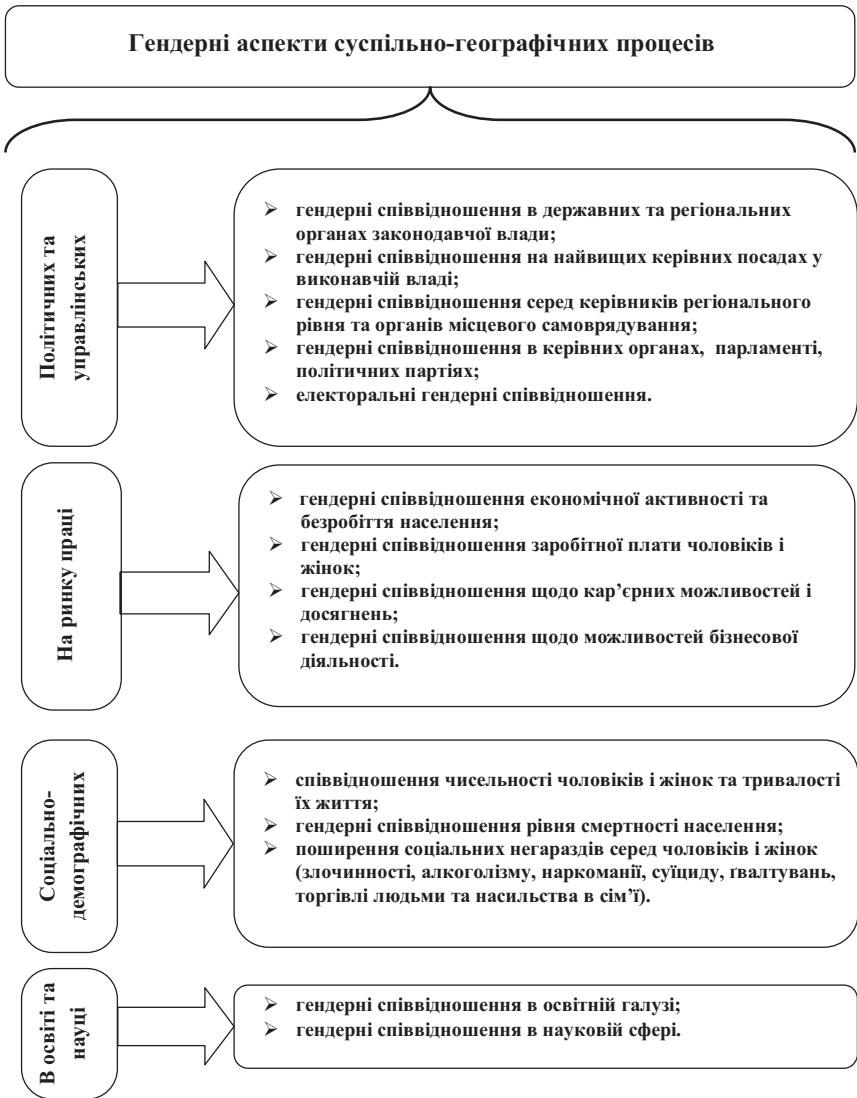 Гендерні аспекти суспільно-географічних процесів
Політичних та
управлінських
➢ гендерні співвідношення в державних та регіональних
органах законодавчої влади;
➢ гендерні співвідношення на найвищих керівних посадах у
виконавчій владі;
➢ гендерні співвідношення серед керівників регіонального
рівня та органів місцевого самоврядування;
➢ гендерні співвідношення в керівних органах, парламенті,
політичних партіях;
➢ електоральні гендерні співвідношення.
На ринку праці
➢ гендерні співвідношення економічної активності та
безробіття населення;
➢ гендерні співвідношення заробітної плати чоловіків і
жінок;
➢ гендерні співвідношення щодо кар’єрних можливостей і
досягнень;
➢ гендерні співвідношення щодо можливостей бізнесової
діяльності.
Соціально-
демографічних
➢ співвідношення чисельності чоловіків і жінок та тривалості
їх життя;
➢ гендерні співвідношення рівня смертності населення;
➢ поширення соціальних негараздів серед чоловіків і жінок
(злочинності, алкоголізму, наркоманії, суїциду, ґвалтувань,
торгівлі людьми та насильства в сім’ї).
В освіті та
науці
➢ гендерні співвідношення в освітній галузі;
➢ гендерні співвідношення в науковій сфері.